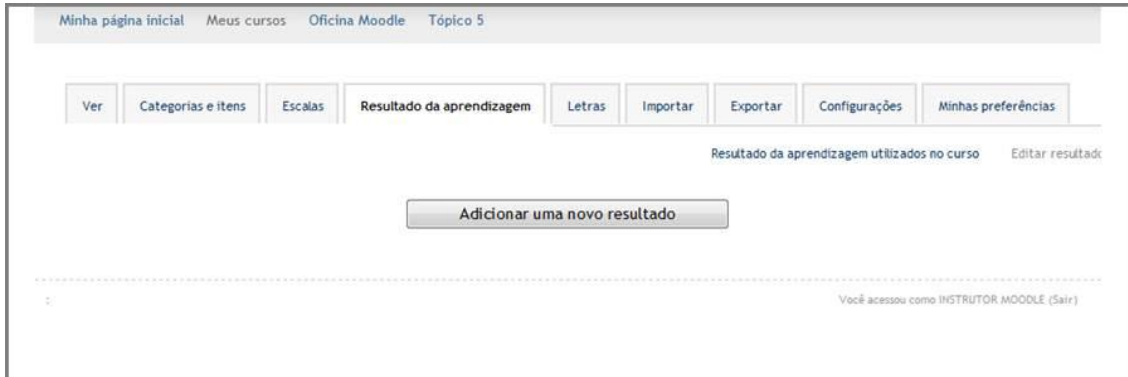 Minha página inicial Meus cursos Oficina Moodle Tópico 5
Ver Categorias e itens Escalas Resultado da aprendizagem Letras Importar Exportar Configurações Minhas preferências
Resultado da aprendizagem utilizados no curso Editar resultado
Adicionar uma novo resultado
: Você acessou como INSTRUTOR MOODLE (Sair)